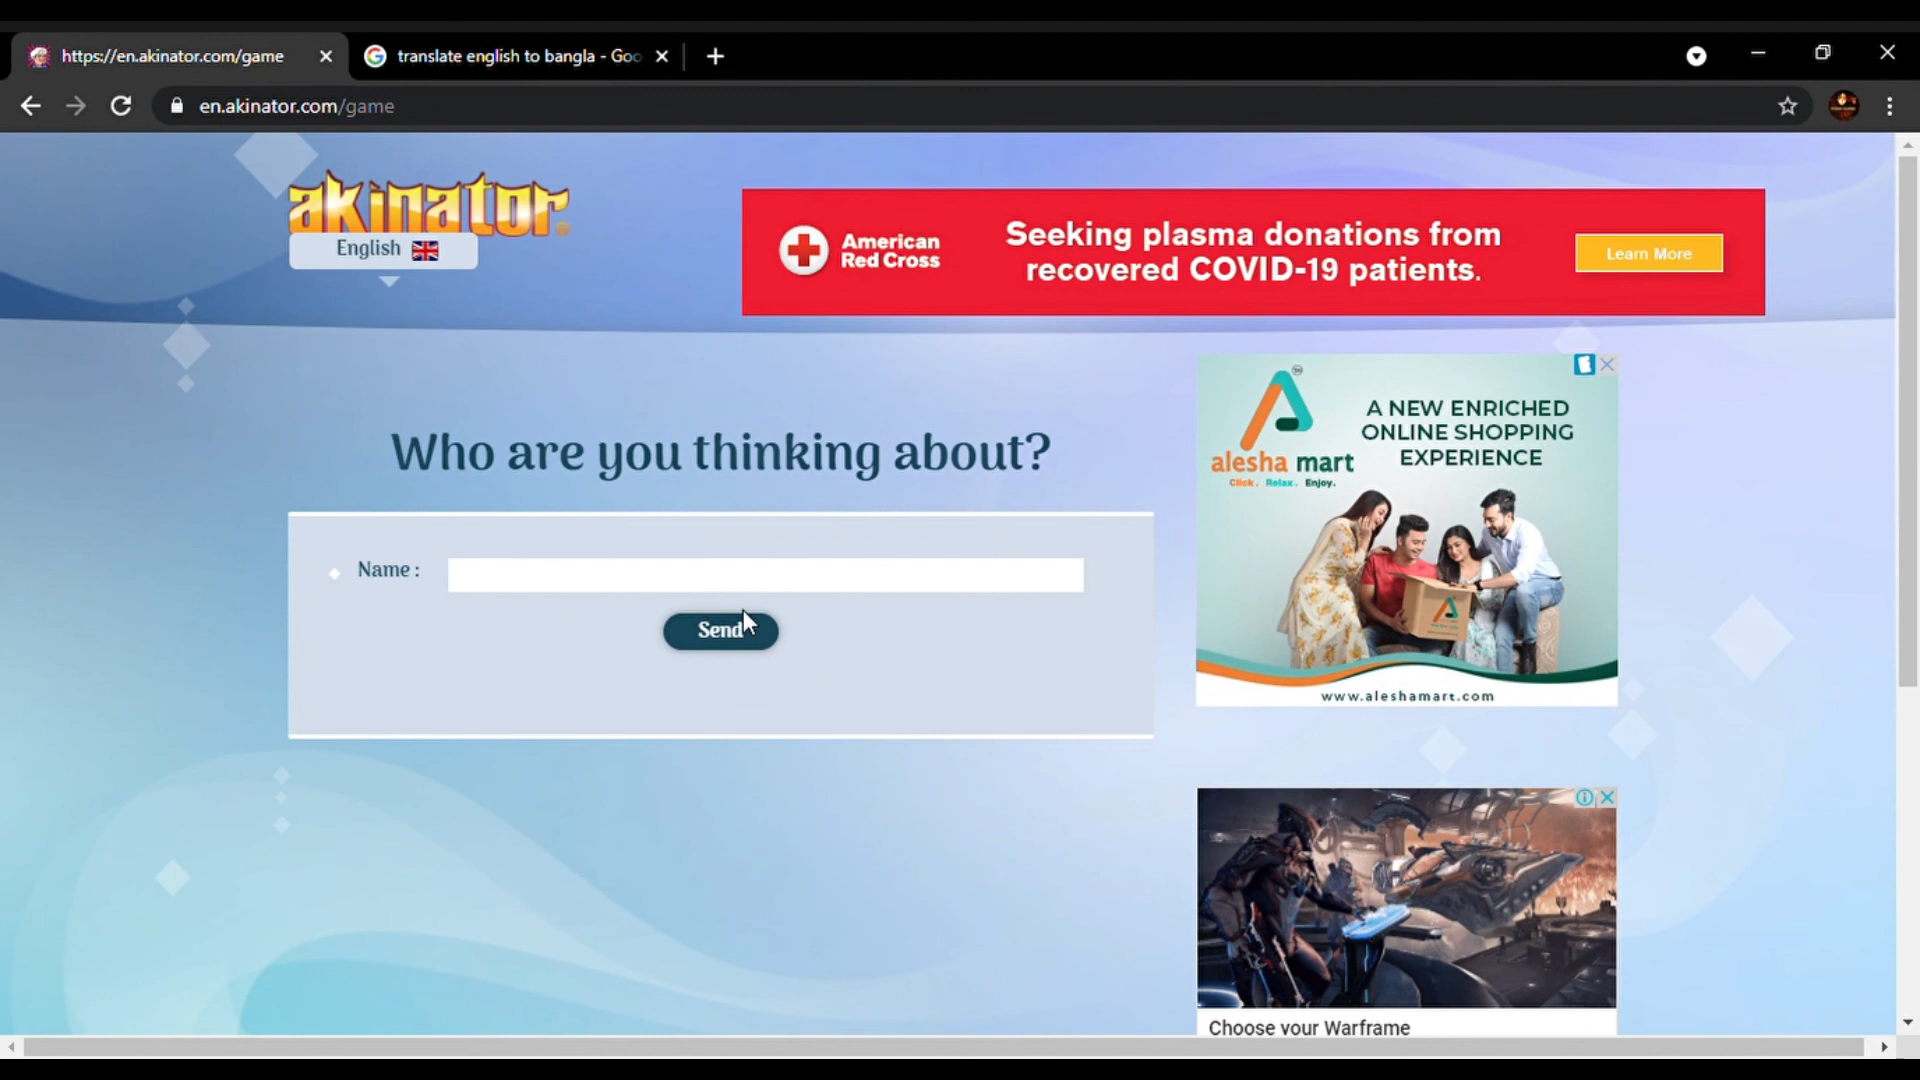 https://en.akinator.com/game
translate english to bangla - Goo
en.akinator.com/game
akinator
English
American
Red Cross
Seeking plasma donations from
recovered COVID-19 patients.
Learn More
Who are you thinking about?
Name :
Send
alesha mart
Click. Relax. Enjoy.
A NEW ENRICHED
ONLINE SHOPPING
EXPERIENCE
www.aleshamart.com
Choose your Warframe